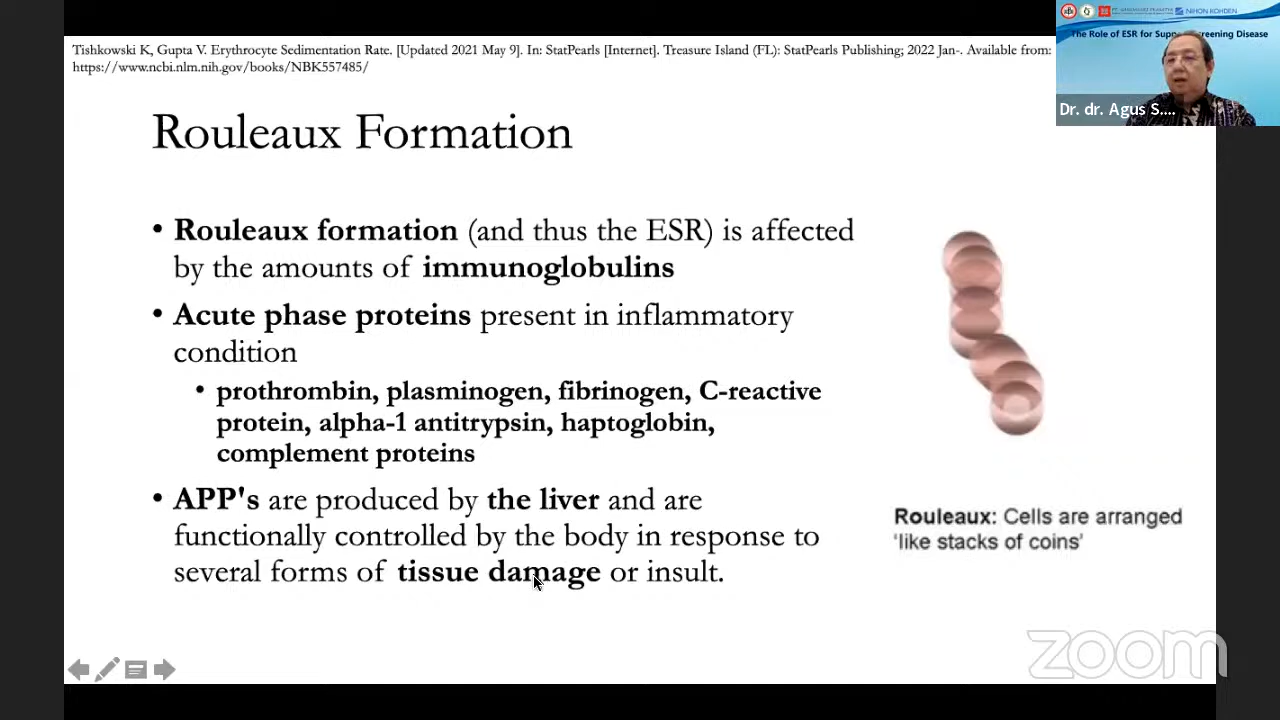 Tishkowski K, Gupta V. Erythrocyte Sedimentation Rate. [Updated 2021 May 9]. In: StatPearls [Internet]. Treasure Island (FL): StatPearls Publishing; 2022 Jan-. Available from:
https://www.ncbi.nlm.nih.gov/books/NBK557485/
NIHON KOHDEN
The Role of ESR for Screening Disease
Dr. dr. Agus S....
Rouleaux Formation
• Rouleaux formation (and thus the ESR) is affected
by the amounts of immunoglobulins
• Acute phase proteins present in inflammatory
condition
• prothrombin, plasminogen, fibrinogen, C-reactive
protein, alpha-1 antitrypsin, haptoglobin,
complement proteins
• APP's are produced by the liver and are
functionally controlled by the body in response to
several forms of tissue damage or insult.
Rouleaux: Cells are arranged
'like stacks of coins'
zoom